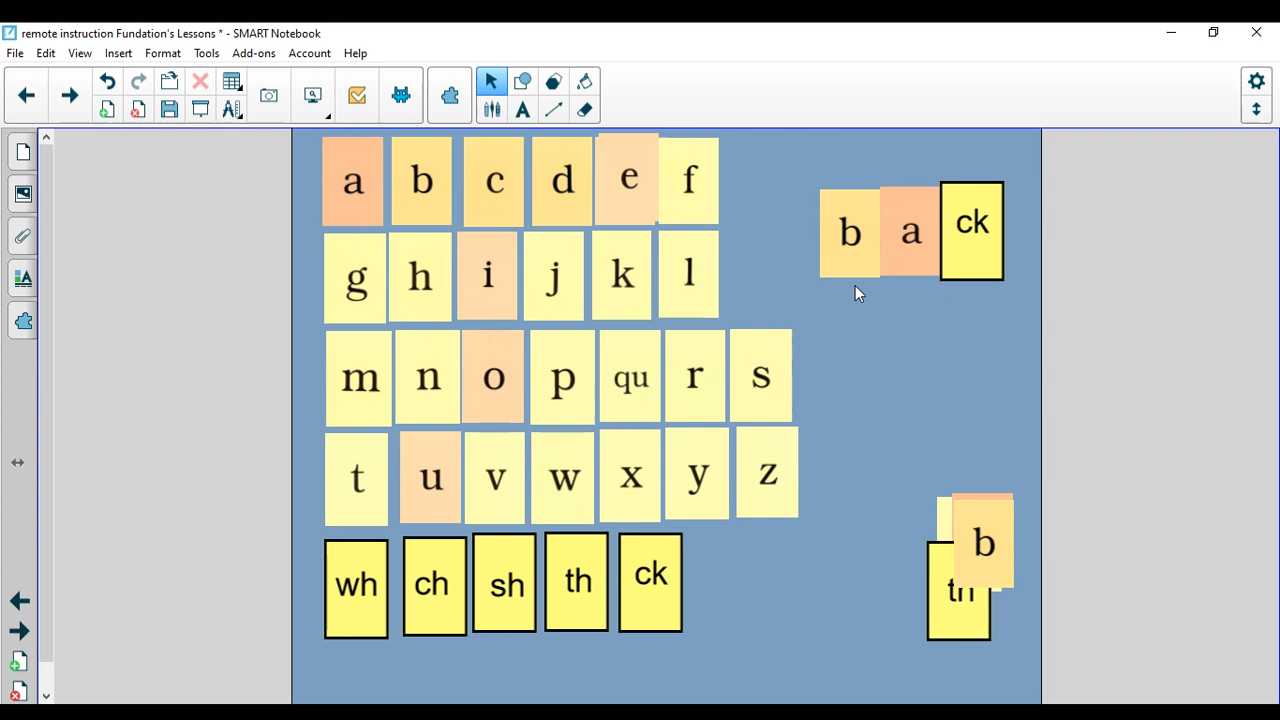 remote instruction Fundation's Lessons * - SMART Notebook
File Edit View Insert Format Tools Add-ons Account Help
a b c d e f
b a ck
g h i j k l
m n o p qu r s
t u v w x y z
b
wh ch sh th ck
th